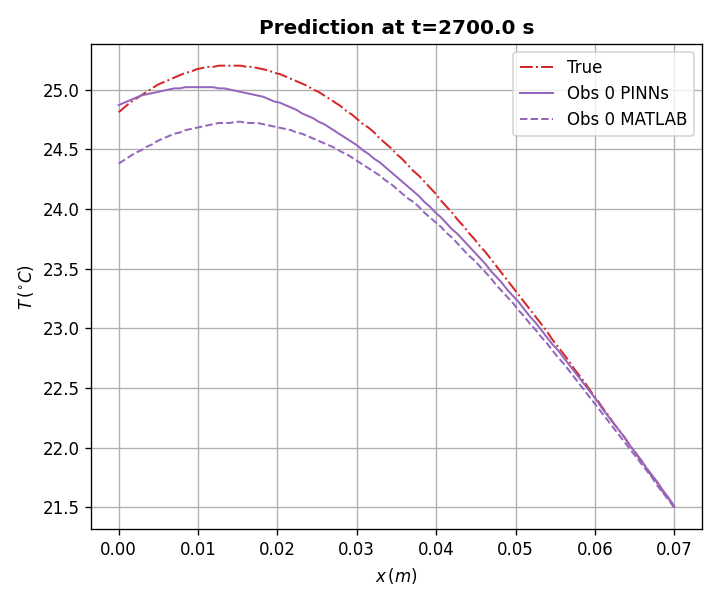 Prediction at t=2700.0 s
True
Obs 0 PINNs
Obs 0 MATLAB
25.0
24.5
24.0
23.5
23.0
22.5
22.0
21.5
T (°C)
0.00 0.01 0.02 0.03 0.04 0.05 0.06 0.07
x (m)